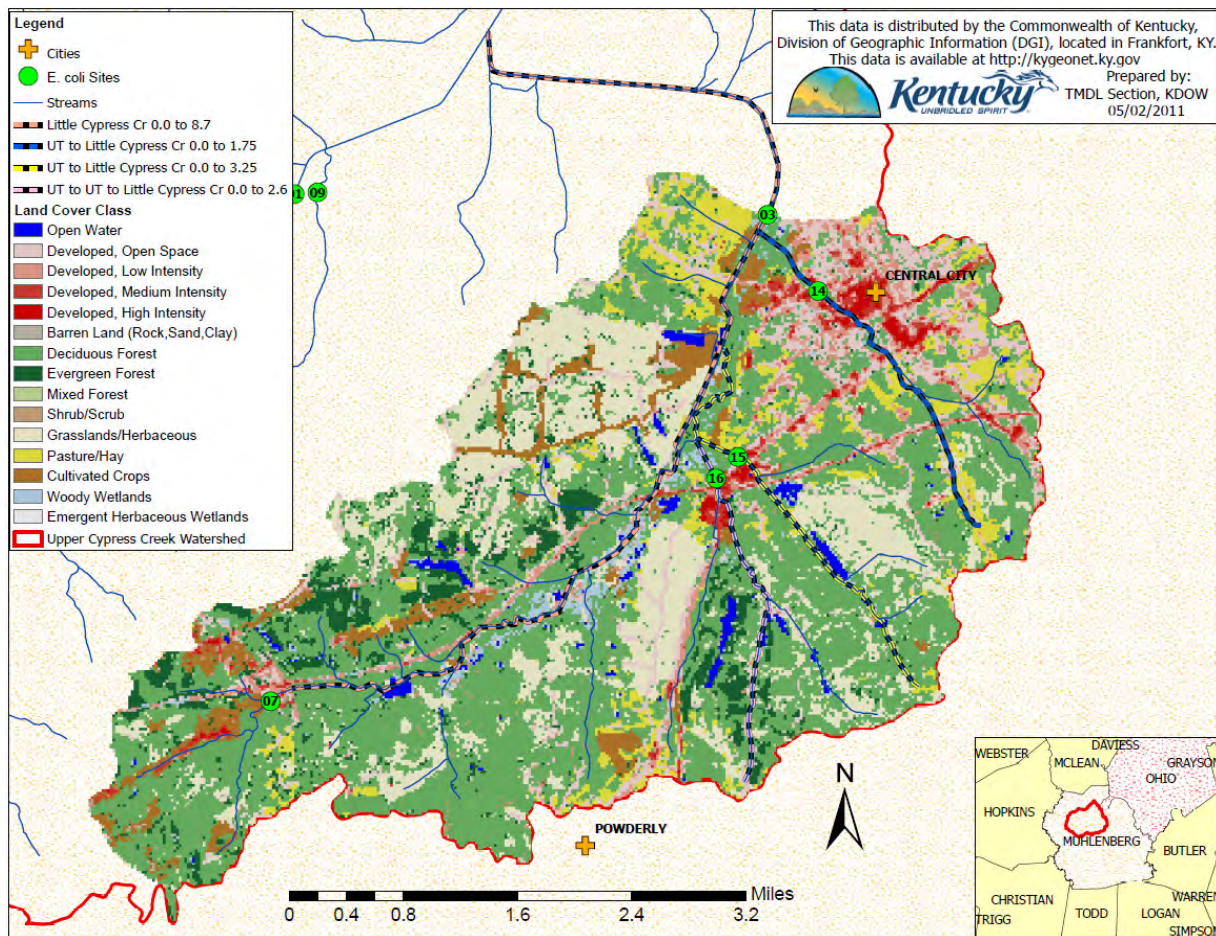 Legend
Cities
E. coli Sites
Streams
Little Cypress Cr 0.0 to 8.7
UT to Little Cypress Cr 0.0 to 1.75
UT to Little Cypress Cr 0.0 to 3.25
UT to UT to Little Cypress Cr 0.0 to 2.6
Land Cover Class
Open Water
Developed, Open Space
Developed, Low Intensity
Developed, Medium Intensity
Developed, High Intensity
Barren Land (Rock,Sand,Clay)
Deciduous Forest
Evergreen Forest
Mixed Forest
Shrub/Scrub
Grasslands/Herbaceous
Pasture/Hay
Cultivated Crops
Woody Wetlands
Emergent Herbaceous Wetlands
Upper Cypress Creek Watershed
This data is distributed by the Commonwealth of Kentucky,
Division of Geographic Information (DGI), located in Frankfort, KY.
This data is available at http://kygeonet.ky.gov
Kentucky
UNBRIDLED SPIRIT
Prepared by:
TMDL Section, KDOW
05/02/2011
09
03
CENTRAL CITY
14
15
16
07
POWDERLY
N
Miles
0 0.4 0.8 1.6 2.4 3.2
WEBSTER
DAVIESS
MCLEAN
GRAYSON
OHIO
HOPKINS
MUHLENBERG
BUTLER
CHRISTIAN
WARREN
TRIGG
TODD
LOGAN
SIMPSON